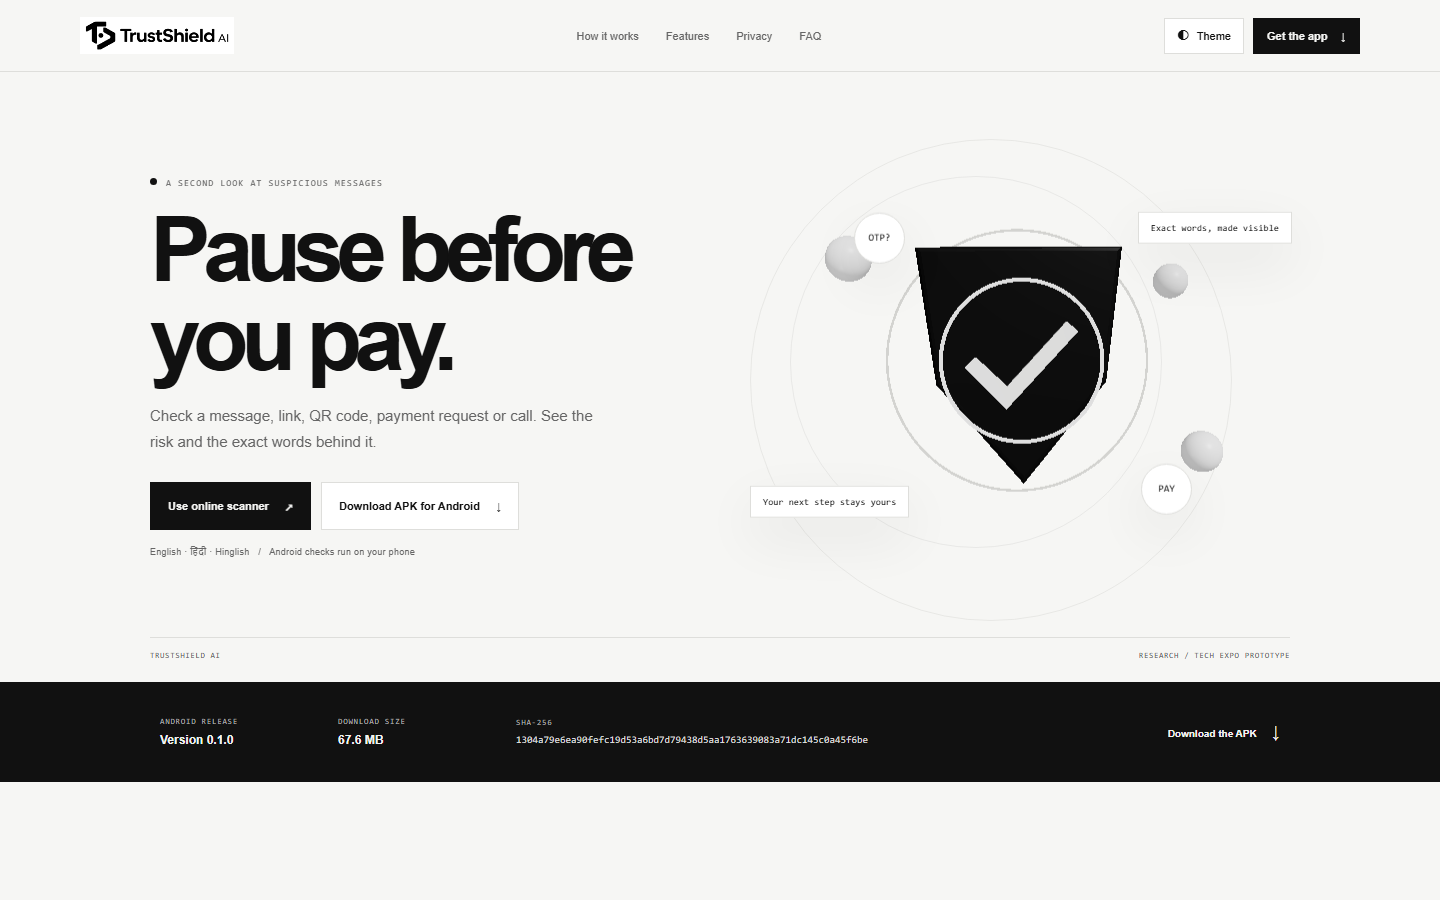 TrustShield AI
How it works
Features
Privacy
FAQ
Theme
Get the app ↓
A SECOND LOOK AT SUSPICIOUS MESSAGES
Pause before
you pay.
Check a message, link, QR code, payment request or call. See the
risk and the exact words behind it.
Use online scanner ↗
Download APK for Android ↓
English · हिंदी · Hinglish / Android checks run on your phone
OTP?
Exact words, made visible
Your next step stays yours
PAY
TRUSTSHIELD AI
RESEARCH / TECH EXPO PROTOTYPE
ANDROID RELEASE
Version 0.1.0
DOWNLOAD SIZE
67.6 MB
SHA-256
1304a79e6ea90fefc19d53a6bd7d79438d5aa1763639083a71dc145c0a45f6be
Download the APK ↓